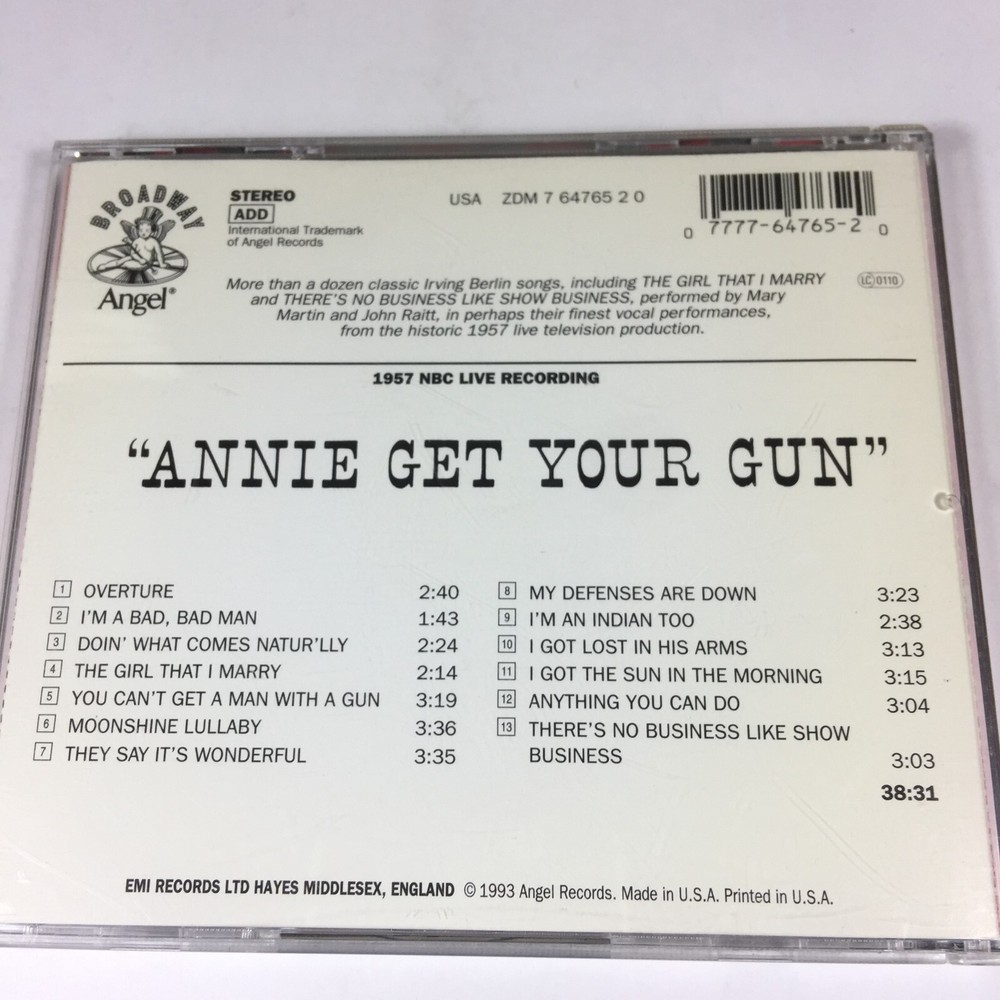 BROADWAY
Angel®
STEREO
ADD
International Trademark
of Angel Records
USA ZDM 7 64765 2 0
0 7777-64765-2 0
More than a dozen classic Irving Berlin songs, including THE GIRL THAT I MARRY
and THERE'S NO BUSINESS LIKE SHOW BUSINESS, performed by Mary
Martin and John Raitt, in perhaps their finest vocal performances,
from the historic 1957 live television production.
LC 0110
1957 NBC LIVE RECORDING
“ANNIE GET YOUR GUN”
1 OVERTURE 2:40
2 I'M A BAD, BAD MAN 1:43
3 DOIN' WHAT COMES NATUR'LLY 2:24
4 THE GIRL THAT I MARRY 2:14
5 YOU CAN'T GET A MAN WITH A GUN 3:19
6 MOONSHINE LULLABY 3:36
7 THEY SAY IT'S WONDERFUL 3:35
8 MY DEFENSES ARE DOWN 3:23
9 I'M AN INDIAN TOO 2:38
10 I GOT LOST IN HIS ARMS 3:13
11 I GOT THE SUN IN THE MORNING 3:15
12 ANYTHING YOU CAN DO 3:04
13 THERE'S NO BUSINESS LIKE SHOW
BUSINESS 3:03
38:31
EMI RECORDS LTD HAYES MIDDLESEX, ENGLAND © 1993 Angel Records. Made in U.S.A. Printed in U.S.A.